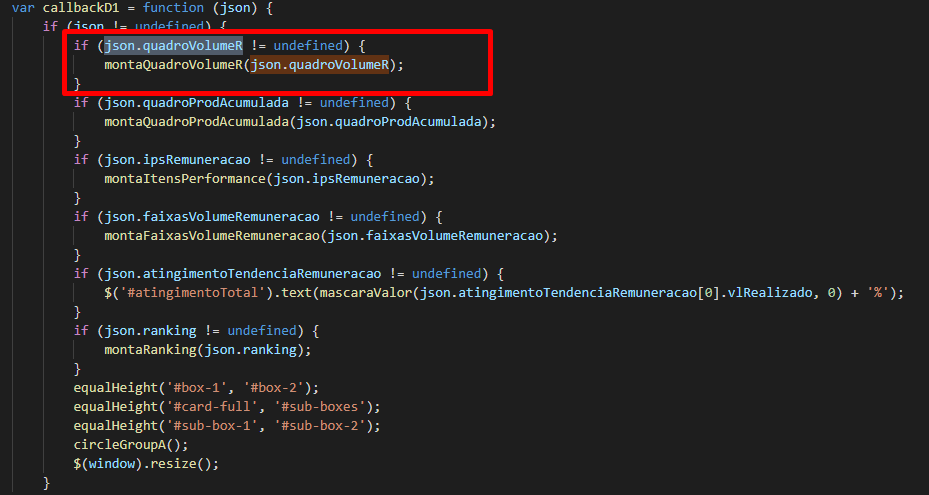 var callbackD1 = function (json) {
if (json != undefined) {
if (json.quadroVolumeR != undefined) {
montaQuadroVolumeR(json.quadroVolumeR);
}
if (json.quadroProdAcumulada != undefined) {
montaQuadroProdAcumulada(json.quadroProdAcumulada);
}
if (json.ipsRemuneracao != undefined) {
montaItensPerformance(json.ipsRemuneracao);
}
if (json.faixasVolumeRemuneracao != undefined) {
montaFaixasVolumeRemuneracao(json.faixasVolumeRemuneracao);
}
if (json.atingimentoTendenciaRemuneracao != undefined) {
$('#atingimentoTotal').text(mascaraValor(json.atingimentoTendenciaRemuneracao[0].vlRealizado, 0) + '%');
}
if (json.ranking != undefined) {
montaRanking(json.ranking);
}
equalHeight('#box-1', '#box-2');
equalHeight('#card-full', '#sub-boxes');
equalHeight('#sub-box-1', '#sub-box-2');
circleGroupA();
$(window).resize();
}